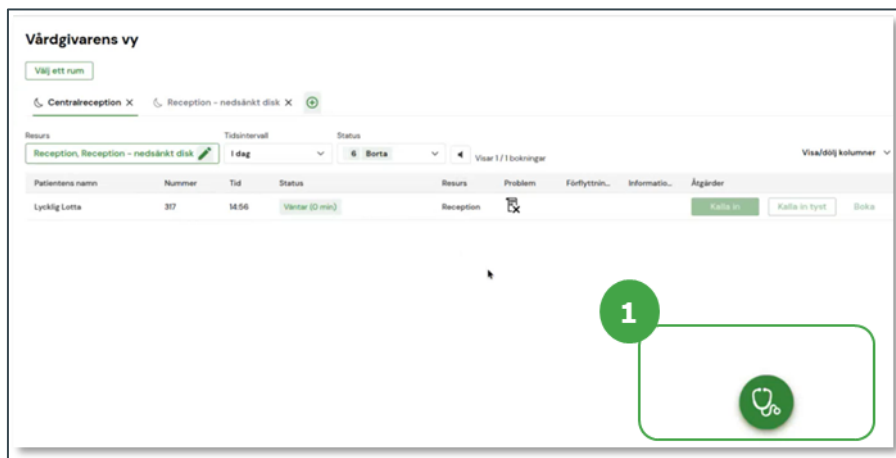 Vårdgivarens vy
Välj ett rum
Centralreception X Reception - nedsänkt disk X
Resurs Tidsintervall Status
Reception, Reception - nedsänkt disk I dag 6 Borta Visar 1 / 1 bokningar Visa/dölj kolumner
Patientens namn Nummer Tid Status Resurs Problem Förflyttnin... Informatio... Åtgärder
Lycklig Lotta 317 14:56 Väntar (0 min) Reception Kalla in Kalla in tyst Boka
1